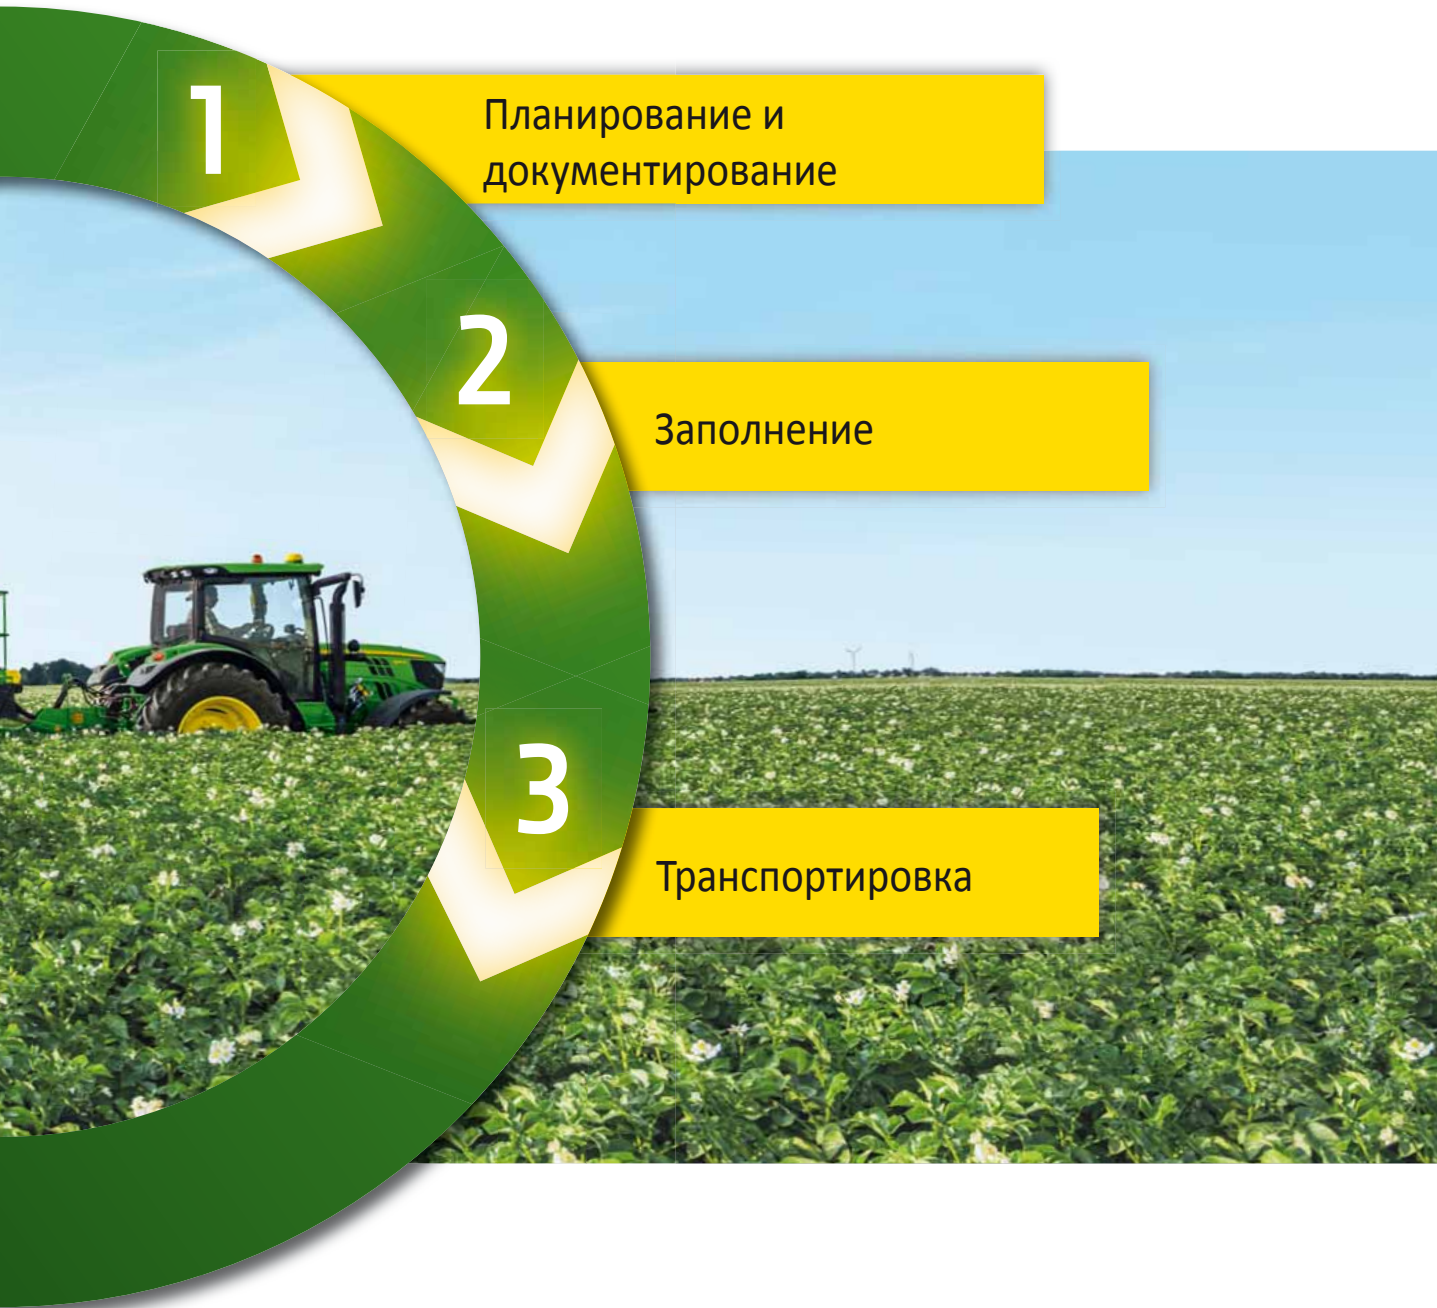 1
Планирование и
документирование
2
Заполнение
3
Транспортировка